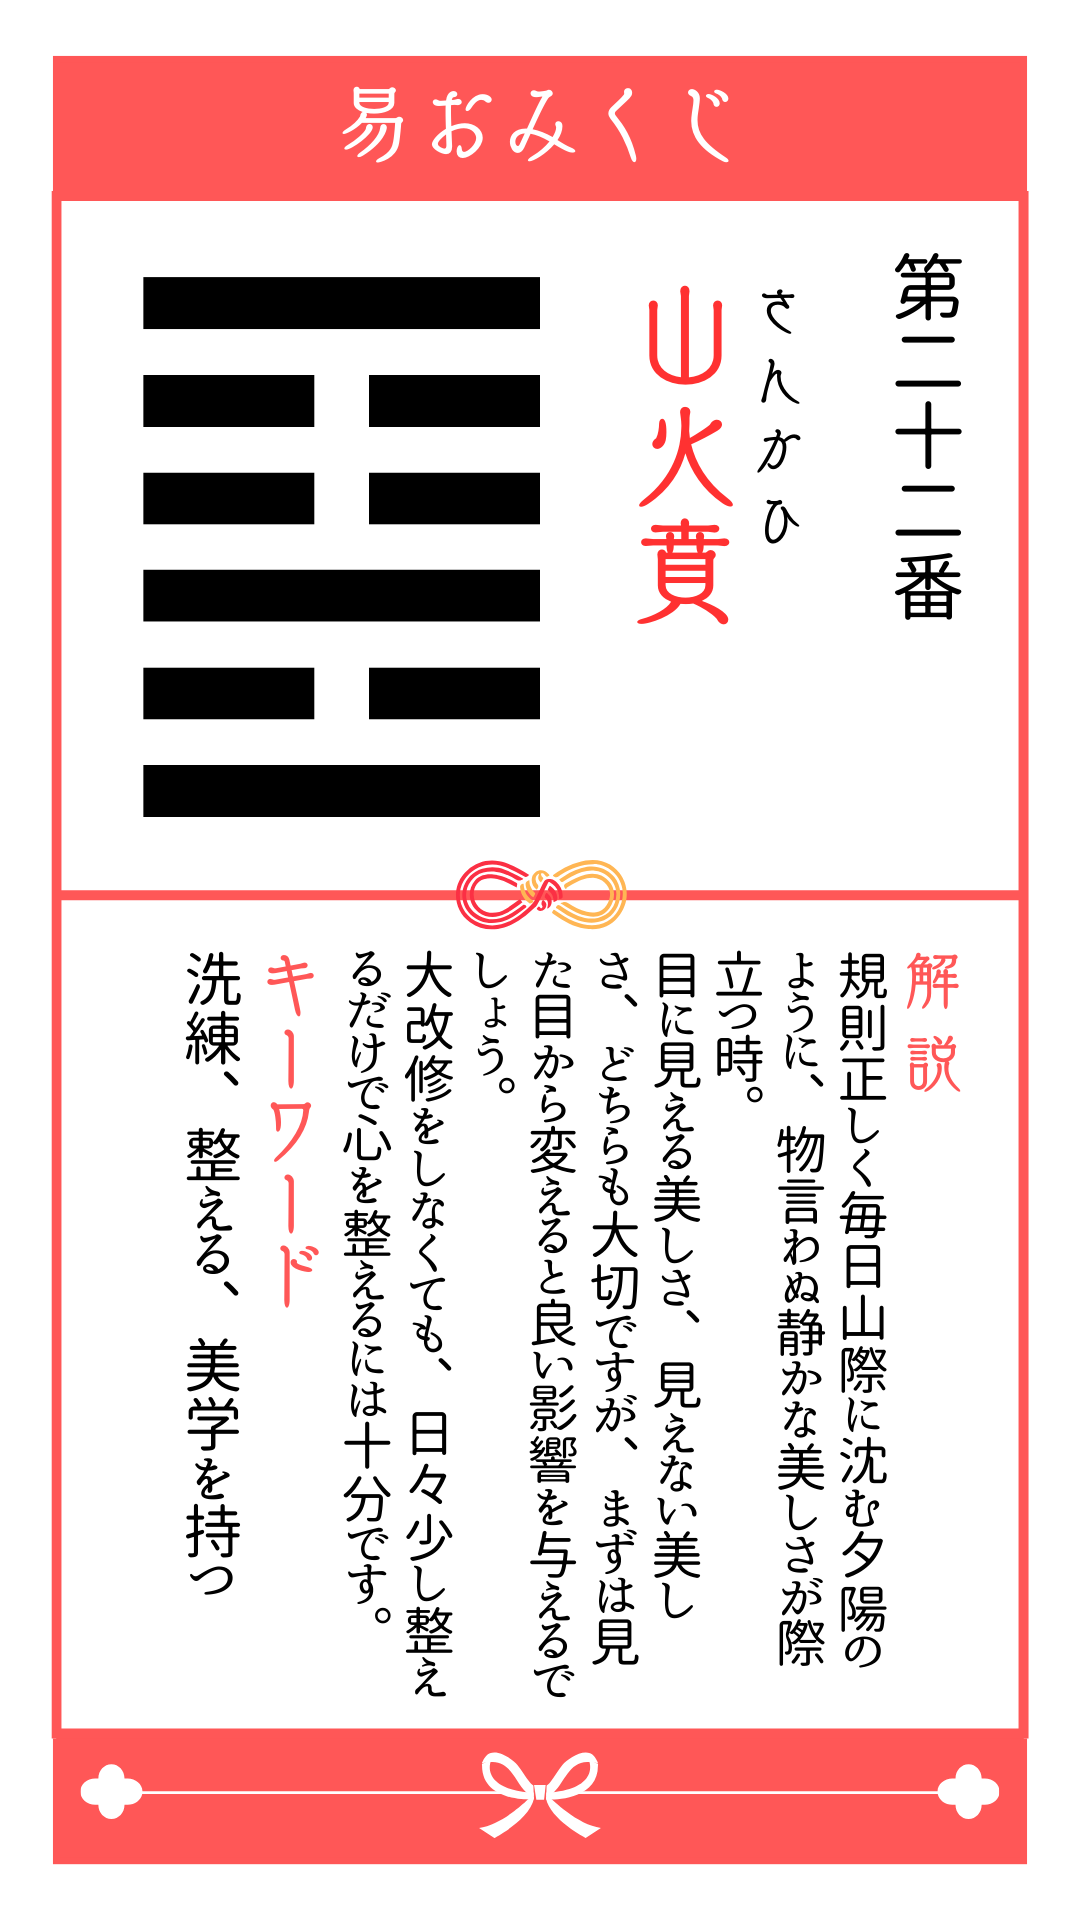 易おみくじ
第二十二番
さんかひ
山火賁
解説
規則正しく毎日山際に沈む夕陽の
ように、物言わぬ静かな美しさが際
立つ時。
目に見える美しさ、見えない美し
さ、どちらも大切ですが、まずは見
た目から変えると良い影響を与えるで
しょう。
大改修をしなくても、日々少し整え
るだけで心を整えるには十分です。
キーワード
洗練、整える、美学を持つ